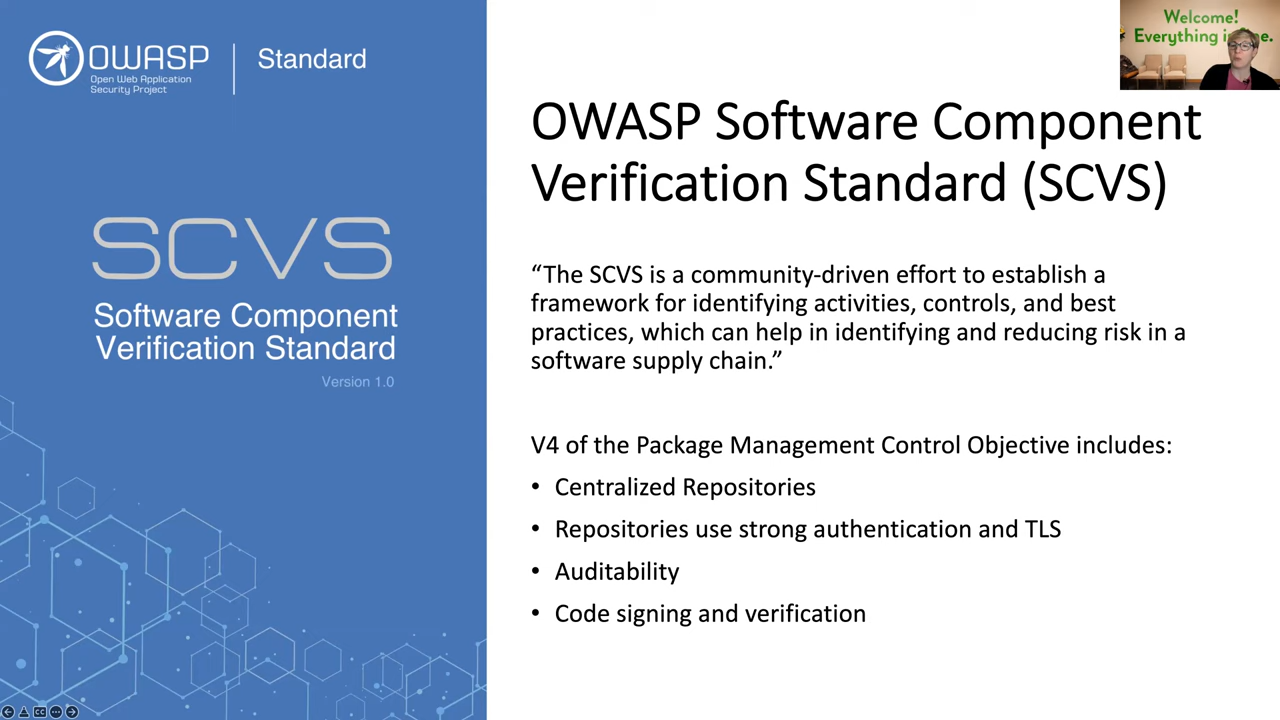 OWASP
Open Web Application
Security Project
Standard
SCVS
Software Component
Verification Standard
Version 1.0
Welcome!
Everything is
OWASP Software Component
Verification Standard (SCVS)
“The SCVS is a community-driven effort to establish a
framework for identifying activities, controls, and best
practices, which can help in identifying and reducing risk in a
software supply chain.”
V4 of the Package Management Control Objective includes:
• Centralized Repositories
• Repositories use strong authentication and TLS
• Auditability
• Code signing and verification